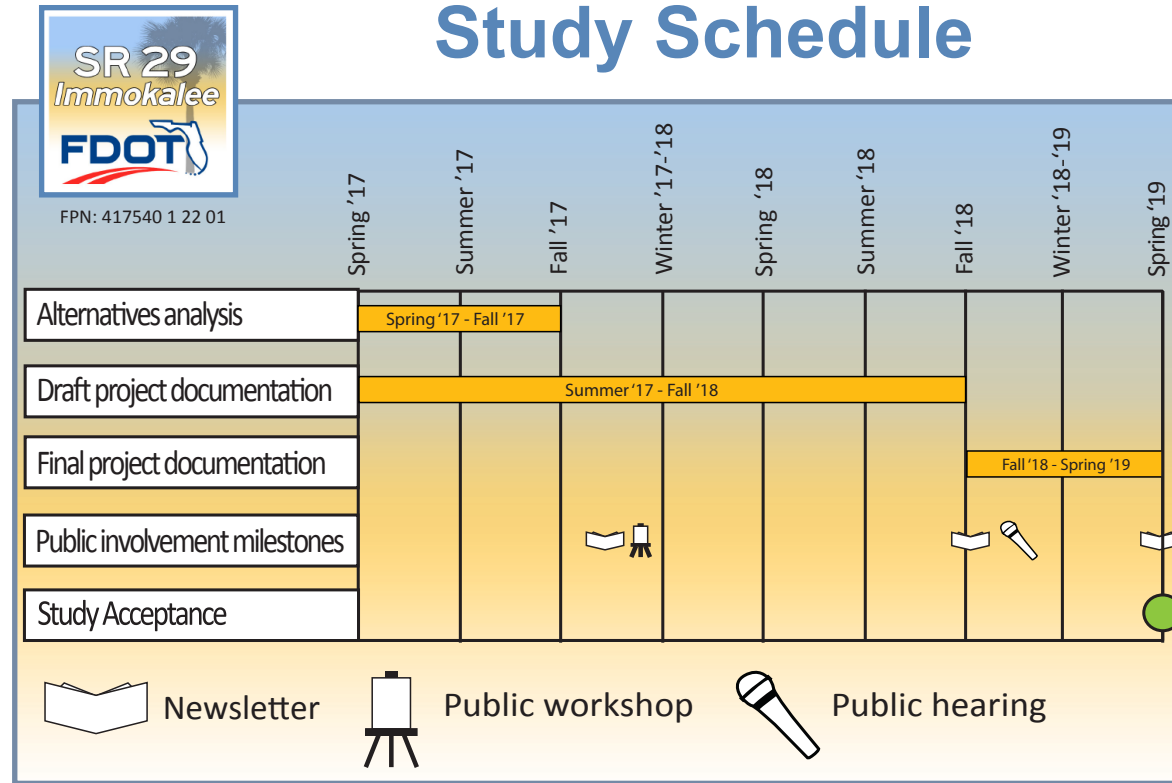 Study Schedule
SR 29
Immokalee
FDOT
FPN: 417540 1 22 01
Spring '17
Summer '17
Fall '17
Winter '17-'18
Spring '18
Summer '18
Fall '18
Winter '18-'19
Spring '19
Alternatives analysis
Spring '17 - Fall '17
Draft project documentation
Summer '17 - Fall '18
Final project documentation
Fall '18 - Spring '19
Public involvement milestones
Study Acceptance
Newsletter
Public workshop
Public hearing